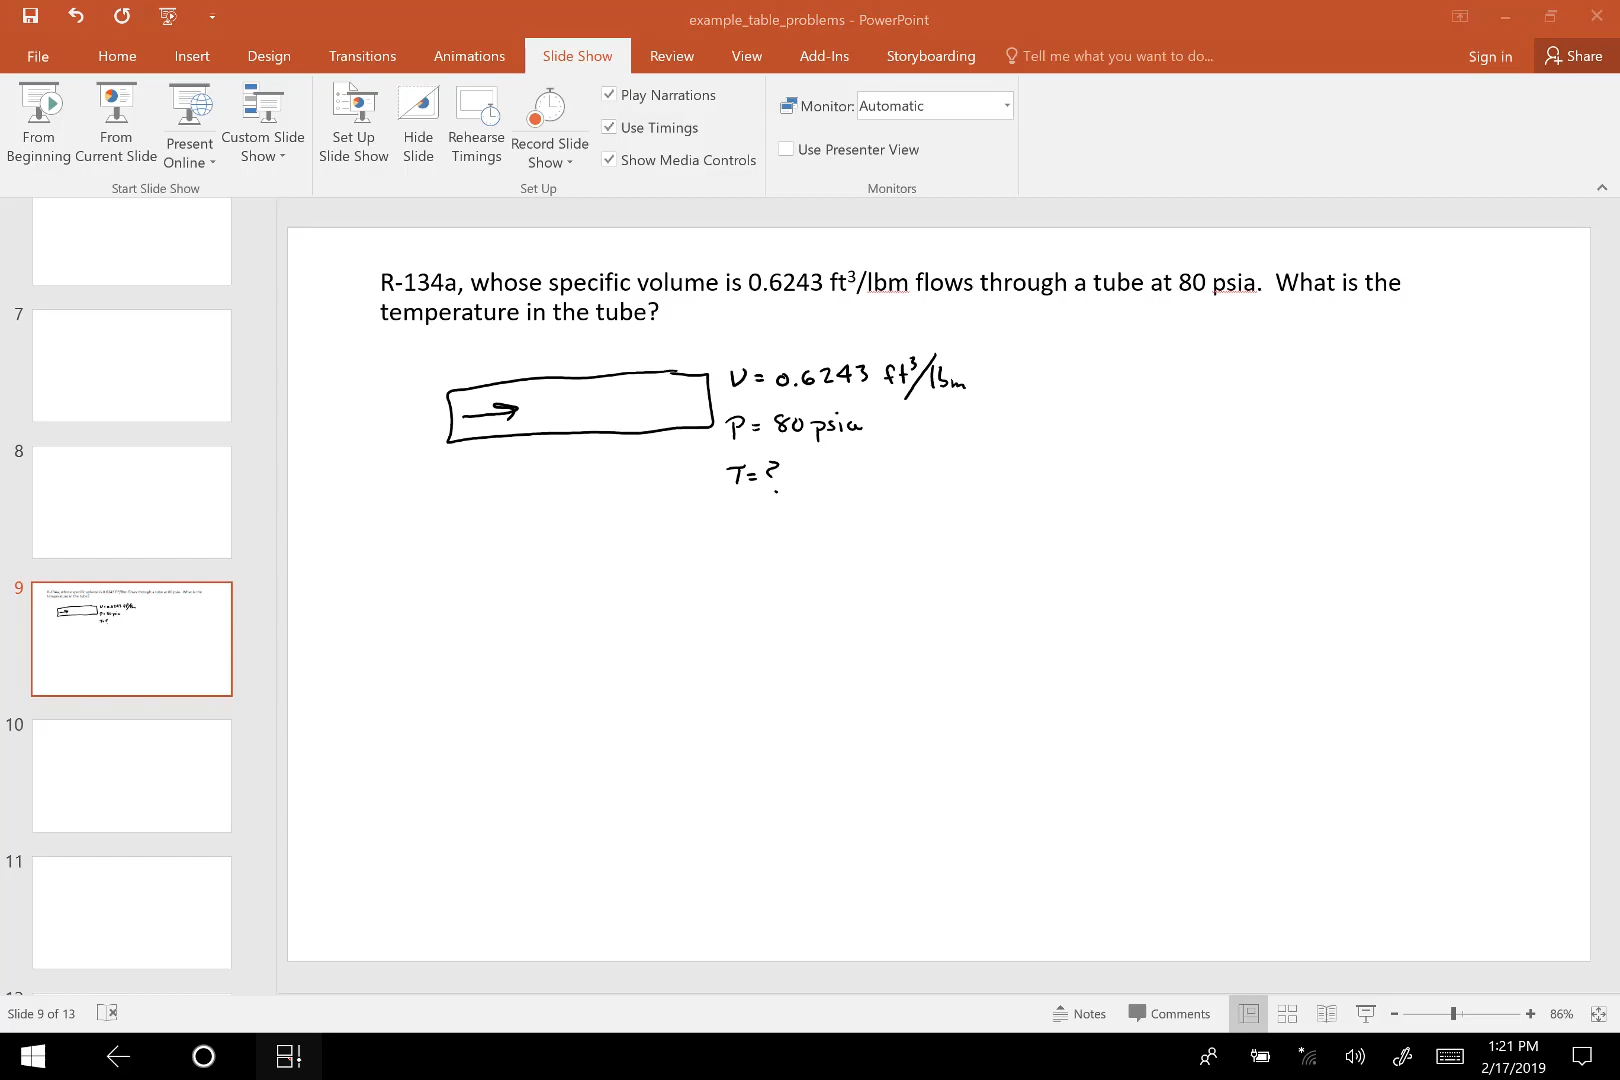 example_table_problems - PowerPoint
File Home Insert Design Transitions Animations Slide Show Review View Add-Ins Storyboarding Tell me what you want to do... Sign in Share
From Beginning
From Current Slide
Present Online
Custom Slide Show
Start Slide Show
Set Up Slide Show
Hide Slide
Rehearse Timings
Record Slide Show
Play Narrations
Use Timings
Show Media Controls
Set Up
Monitor: Automatic
Use Presenter View
Monitors
7
8
9
10
11
R-134a, whose specific volume is 0.6243 ft³/lbm flows through a tube at 80 psia. What is the
temperature in the tube?
v = 0.6243 ft³/lbm
P = 80 psia
T = ?
Slide 9 of 13
Notes Comments 86%
1:21 PM
2/17/2019